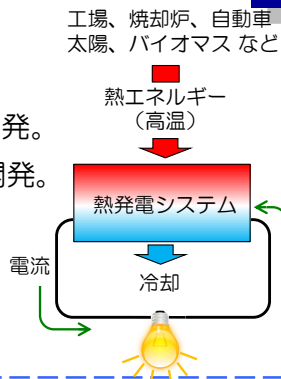 工場、焼却炉、自動車
太陽、バイオマス など
熱エネルギー
（高温）
発。
開発。
熱発電システム
電流
冷却